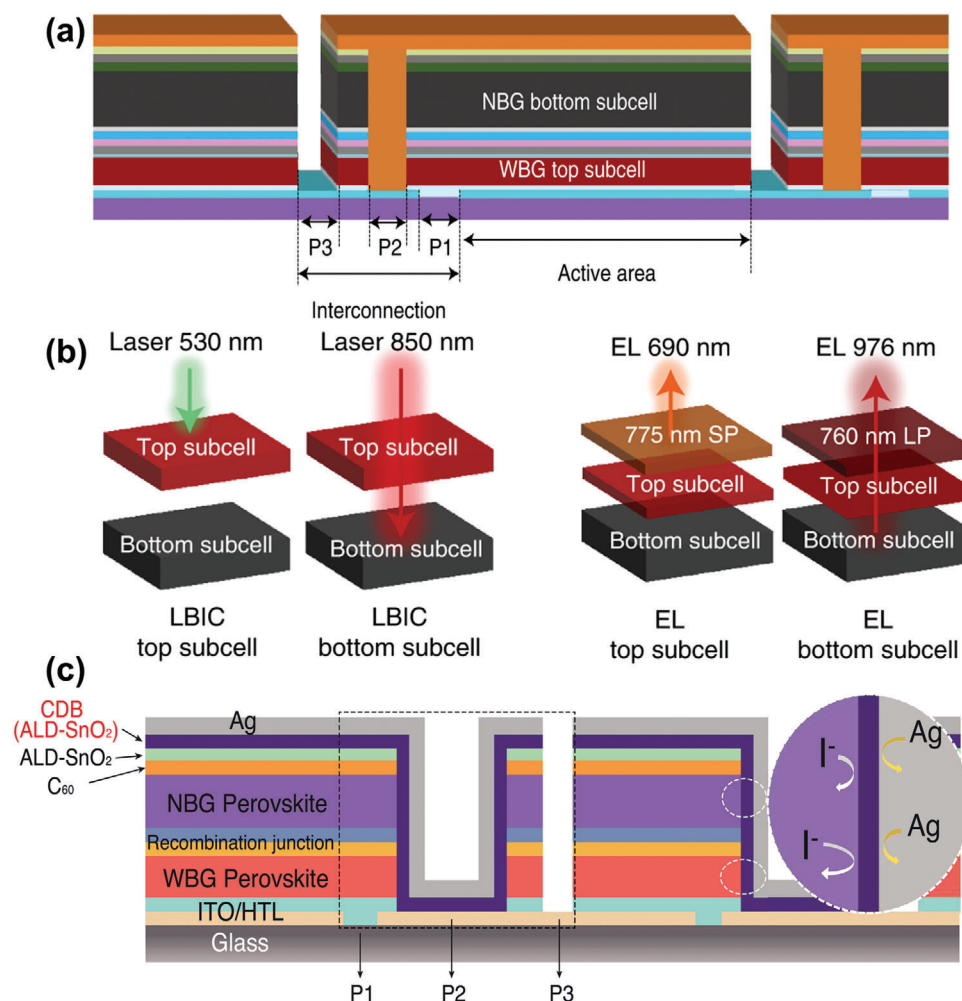 (a)
NBG bottom subcell
WBG top subcell
P3
P2
P1
Active area
Interconnection
(b)
Laser 530 nm
Laser 850 nm
EL 690 nm
EL 976 nm
Top subcell
Top subcell
775 nm SP
760 nm LP
Top subcell
Top subcell
Bottom subcell
Bottom subcell
Bottom subcell
Bottom subcell
LBIC
top subcell
LBIC
bottom subcell
EL
top subcell
EL
bottom subcell
(c)
CDB
(ALD-SnO₂)
ALD-SnO₂
C₆₀
Ag
NBG Perovskite
Recombination junction
WBG Perovskite
ITO/HTL
Glass
I⁻
Ag
I⁻
Ag
P1
P2
P3